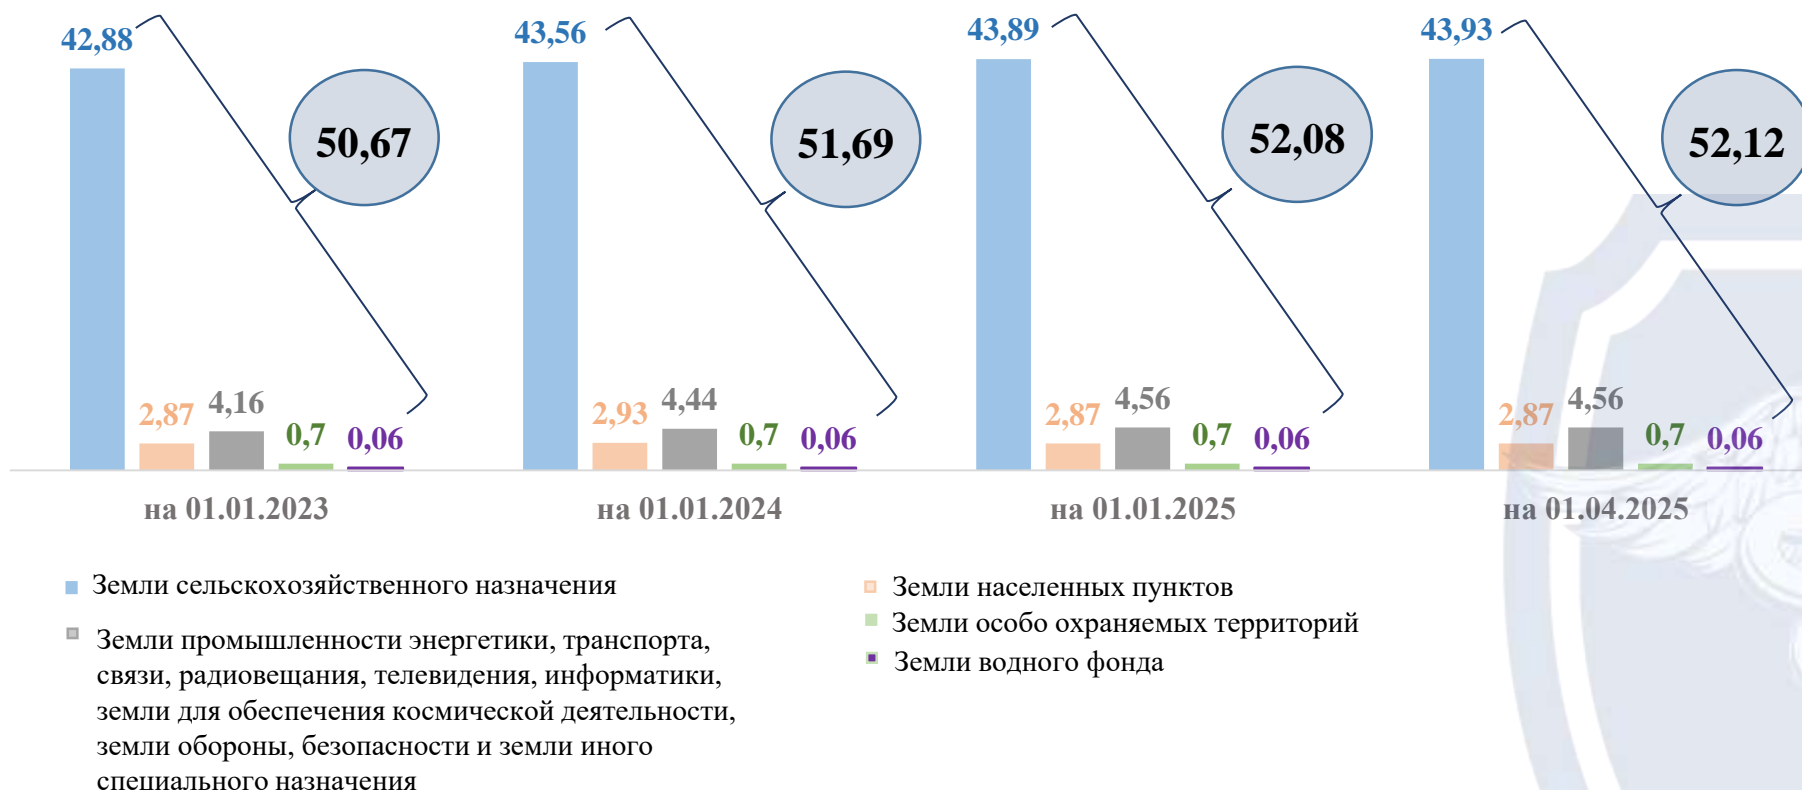 42,88
43,56
43,89
43,93
50,67
51,69
52,08
52,12
2,87
4,16
0,7
0,06
2,93
4,44
0,7
0,06
2,87
4,56
0,7
0,06
2,87
4,56
0,7
0,06
на 01.01.2023
на 01.01.2024
на 01.01.2025
на 01.04.2025
Земли сельскохозяйственного назначения
Земли промышленности энергетики, транспорта,
связи, радиовещания, телевидения, информатики,
земли для обеспечения космической деятельности,
земли обороны, безопасности и земли иного
специального назначения
Земли населенных пунктов
Земли особо охраняемых территорий
Земли водного фонда